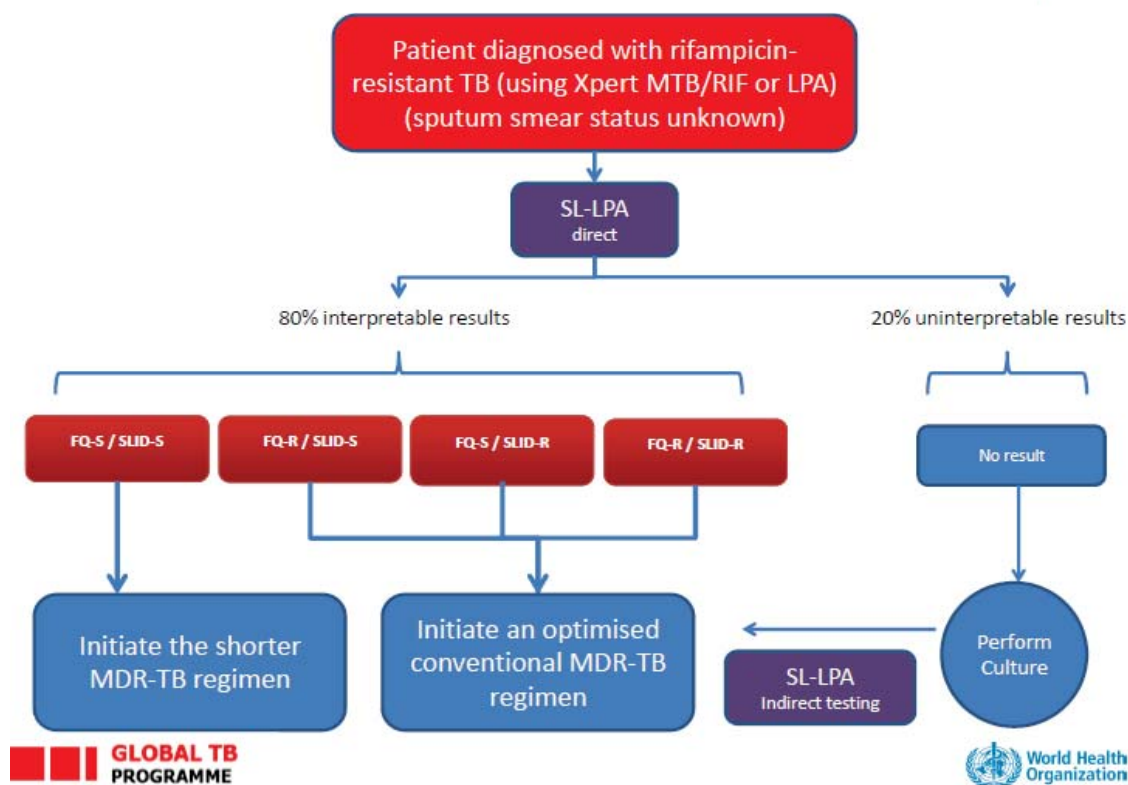 Patient diagnosed with rifampicin-
resistant TB (using Xpert MTB/RIF or LPA)
(sputum smear status unknown)
SL-LPA
direct
80% interpretable results
20% uninterpretable results
FQ-S / SLID-S
FQ-R / SLID-S
FQ-S / SLID-R
FQ-R / SLID-R
No result
Initiate the shorter
MDR-TB regimen
Initiate an optimised
conventional MDR-TB
regimen
SL-LPA
Indirect testing
Perform
Culture
GLOBAL TB
PROGRAMME
World Health
Organization